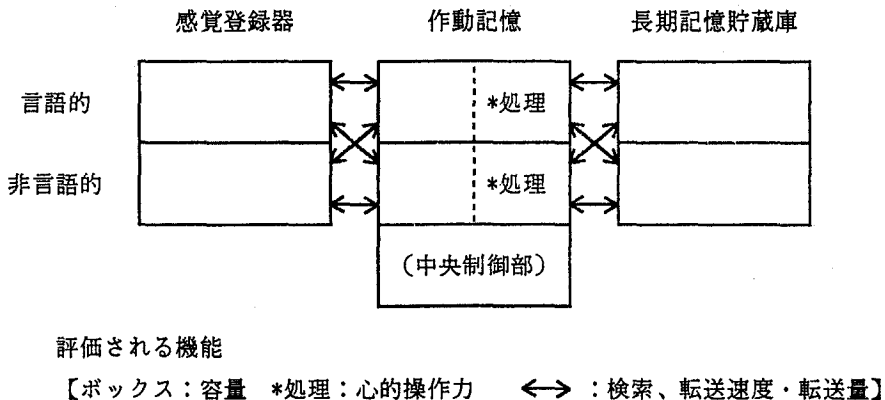 感覚登録器 作動記憶 長期記憶貯蔵庫
言語的 *処理
非言語的 *処理
(中央制御部)
評価される機能
【ボックス:容量 *処理:心的操作力 ⟷ :検索、転送速度・転送量】